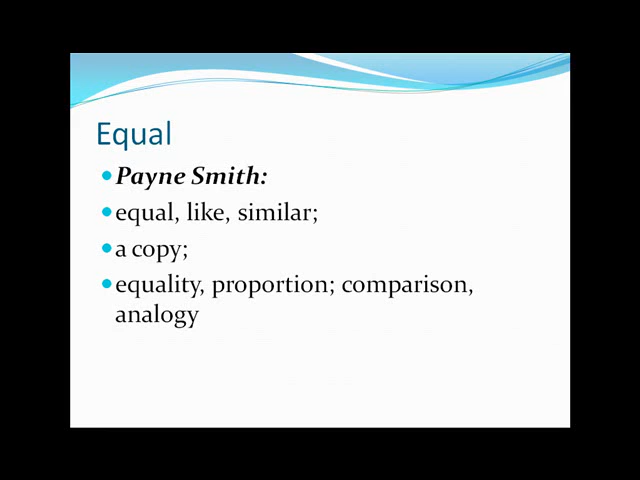 Equal
Payne Smith:
equal, like, similar;
a copy;
equality, proportion; comparison,
analogy